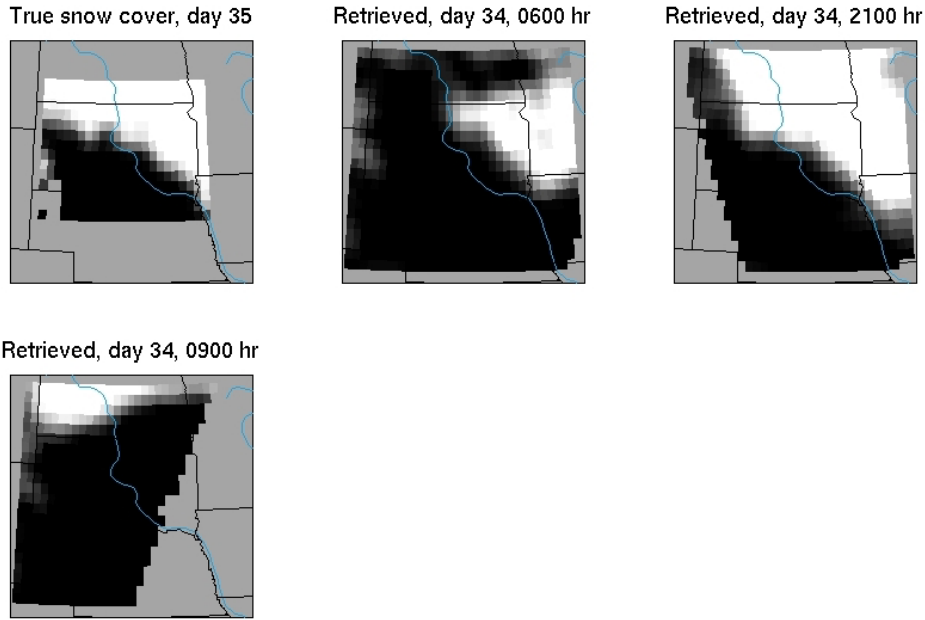 True snow cover, day 35
Retrieved, day 34, 0600 hr
Retrieved, day 34, 2100 hr
Retrieved, day 34, 0900 hr